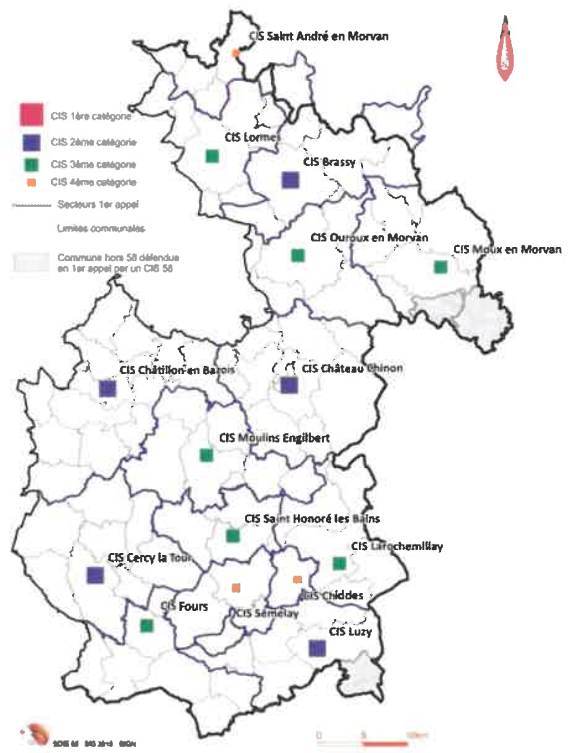 CIS Saint André en Morvan
CIS 1ère catégorie
CIS 2ème catégorie
CIS 3ème catégorie
CIS 4ème catégorie
Secteurs 1er appel
Limites communales
Commune hors 58 défendue
en 1er appel par un CIS 58
CIS Lormes
CIS Brassy
CIS Ouroux en Morvan
CIS Moux en Morvan
CIS Châtillon en Bazois
CIS Château Chinon
CIS Moulins Engilbert
CIS Saint Honoré les Bains
CIS Larochemillay
CIS Cercy la Tour
CIS Chiddes
CIS Fours
CIS Sémelay
CIS Luzy
0 5 10km